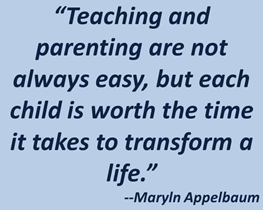 “Teaching and
parenting are not
always easy, but each
child is worth the time
it takes to transform a
life.”
--Maryln Appelbaum